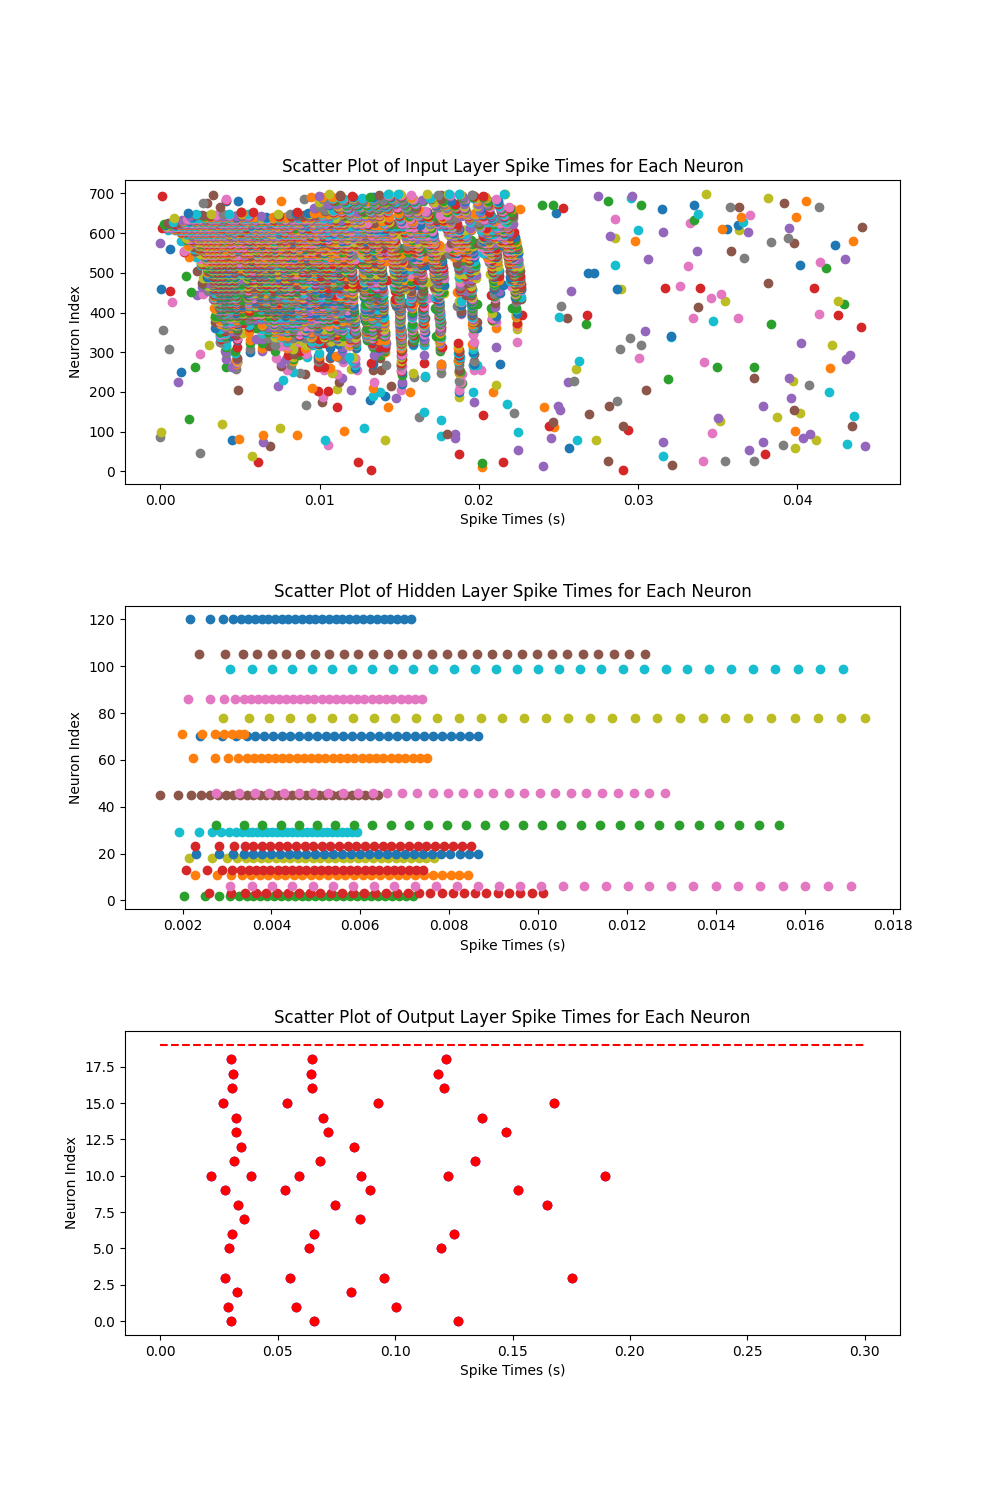 Scatter Plot of Input Layer Spike Times for Each Neuron
700
600
500
400
300
200
100
0
Neuron Index
0.00 0.01 0.02 0.03 0.04
Spike Times (s)
Scatter Plot of Hidden Layer Spike Times for Each Neuron
120
100
80
60
40
20
0
Neuron Index
0.002 0.004 0.006 0.008 0.010 0.012 0.014 0.016 0.018
Spike Times (s)
Scatter Plot of Output Layer Spike Times for Each Neuron
17.5
15.0
12.5
10.0
7.5
5.0
2.5
0.0
Neuron Index
0.00 0.05 0.10 0.15 0.20 0.25 0.30
Spike Times (s)